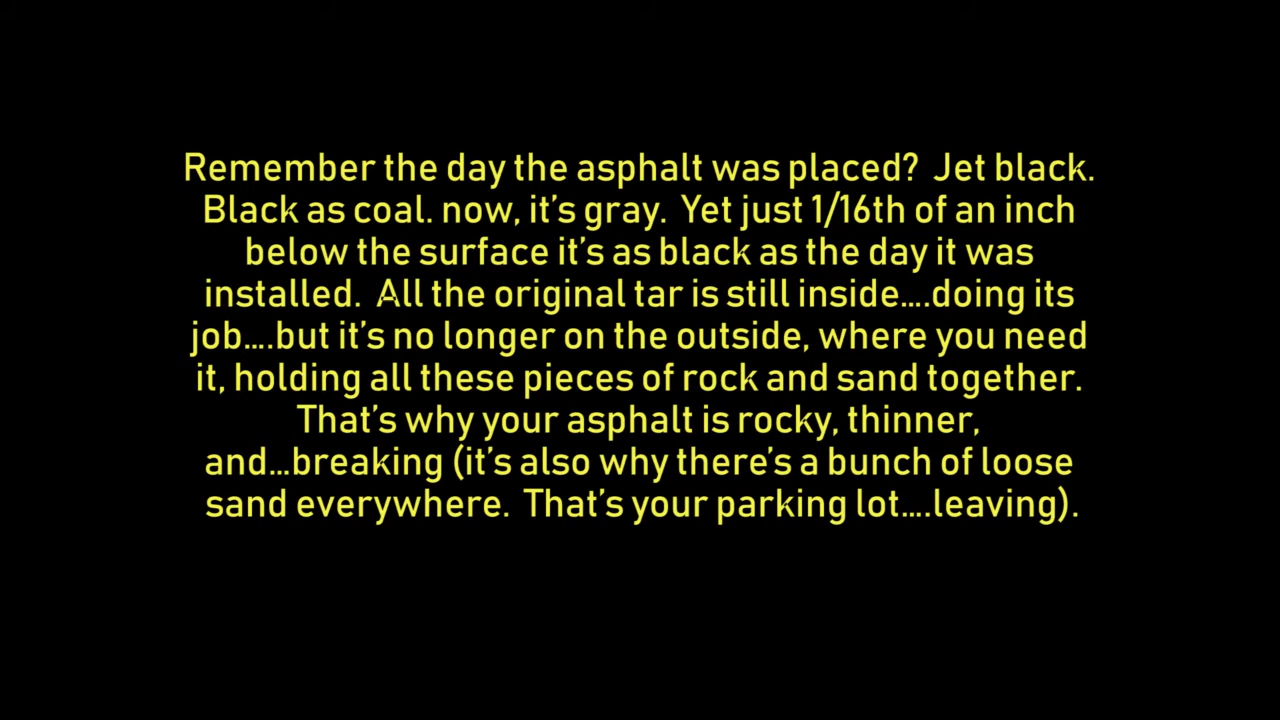 Remember the day the asphalt was placed?  Jet black.
Black as coal. now, it's gray.  Yet just 1/16th of an inch
below the surface it's as black as the day it was
installed.  All the original tar is still inside....doing its
job....but it's no longer on the outside, where you need
it, holding all these pieces of rock and sand together.
That's why your asphalt is rocky, thinner,
and...breaking (it's also why there's a bunch of loose
sand everywhere.  That's your parking lot....leaving).